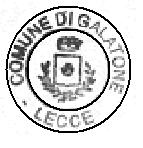 COMUNE DI GALATONE
- LECCE -